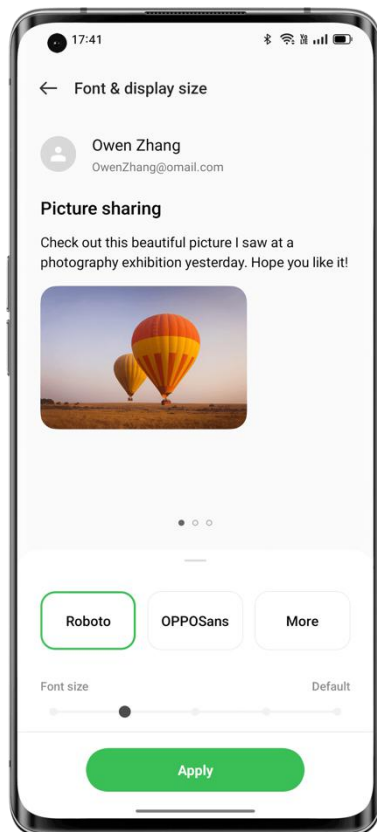 17:41
Font & display size
Owen Zhang
OwenZhang@omail.com
Picture sharing
Check out this beautiful picture I saw at a
photography exhibition yesterday. Hope you like it!
Roboto
OPPOSans
More
Font size
Default
Apply